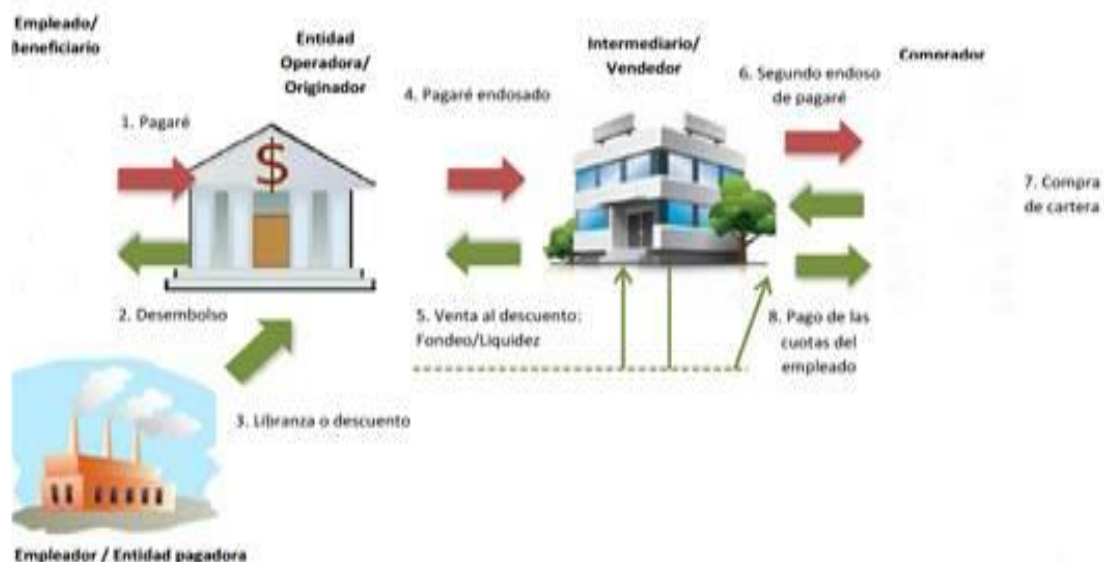 Empleado/
Beneficiario
Entidad
Operadora/
Originador
Intermediario/
Vendedor
Comorador
1. Pagaré
4. Pagaré endosado
6. Segundo endoso
de pagaré
7. Compra
de cartera
$
2. Desembolso
5. Venta al descuento:
Fondeo/Liquidez
8. Pago de las
cuotas del
empleado
3. Libranza o descuento
Empleador / Entidad pagadora